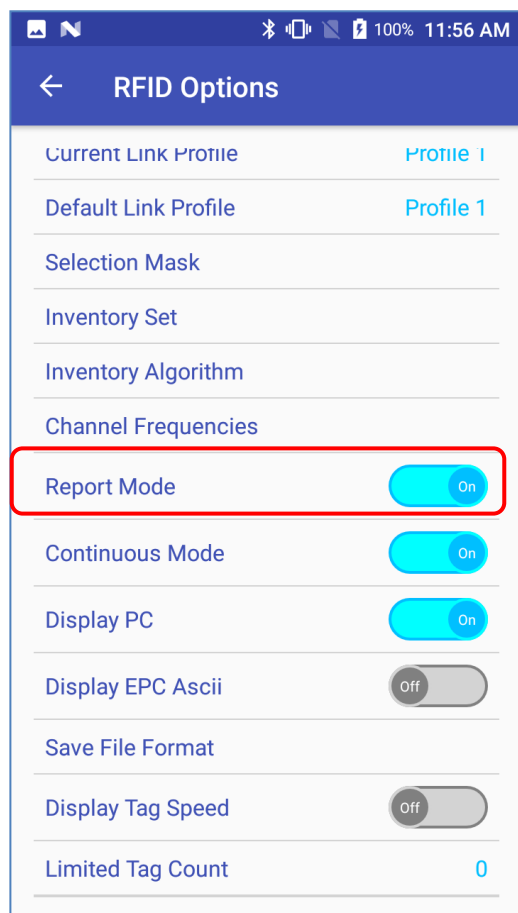 100% 11:56 AM
RFID Options
Current Link Profile Profile 1
Default Link Profile Profile 1
Selection Mask
Inventory Set
Inventory Algorithm
Channel Frequencies
Report Mode On
Continuous Mode On
Display PC On
Display EPC Ascii Off
Save File Format
Display Tag Speed Off
Limited Tag Count 0